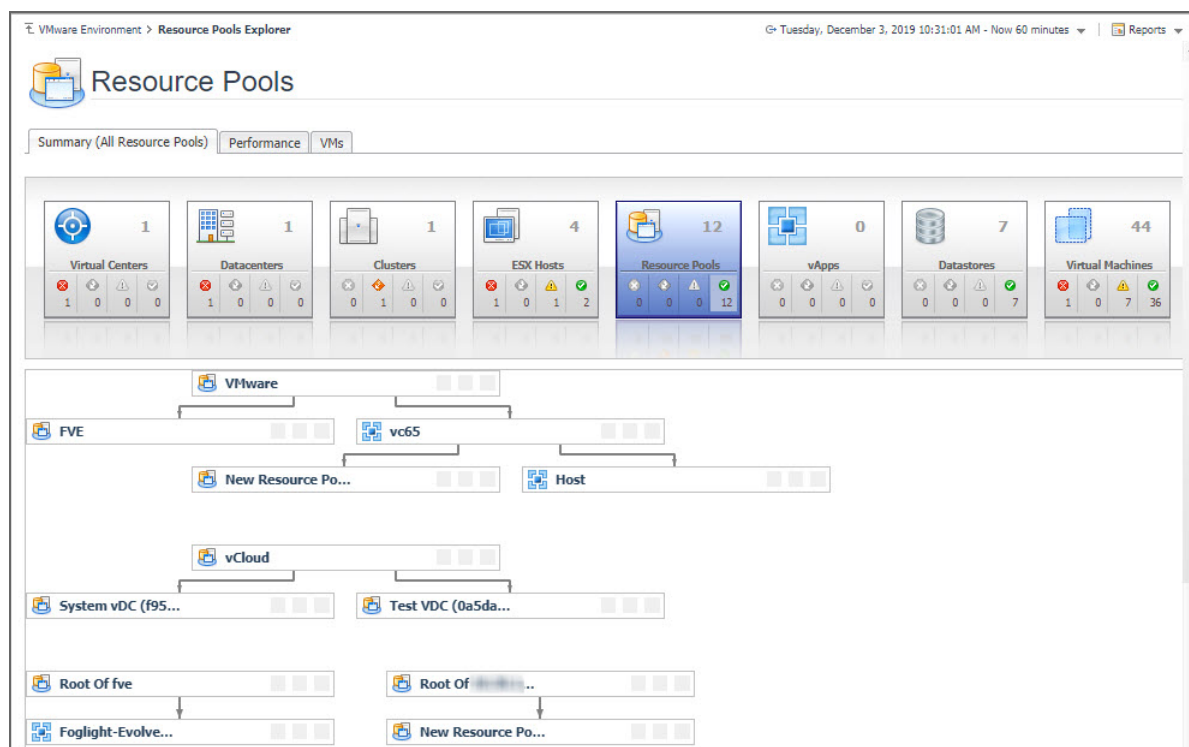 VMware Environment > Resource Pools Explorer
Tuesday, December 3, 2019 10:31:01 AM - Now 60 minutes | Reports
Resource Pools
Summary (All Resource Pools) Performance VMs
1 1 1 4 12 0 7 44
Virtual Centers Datacenters Clusters ESX Hosts Resource Pools vApps Datastores Virtual Machines
1 0 0 0 1 0 0 0 0 1 0 0 1 0 1 2 0 0 0 12 0 0 0 0 0 0 0 7 1 0 7 36
VMware
FVE vc65
New Resource Po... Host
vCloud
System vDC (f95... Test VDC (0a5da...
Root Of fve Root Of ...
Foglight-Evolve... New Resource Po...